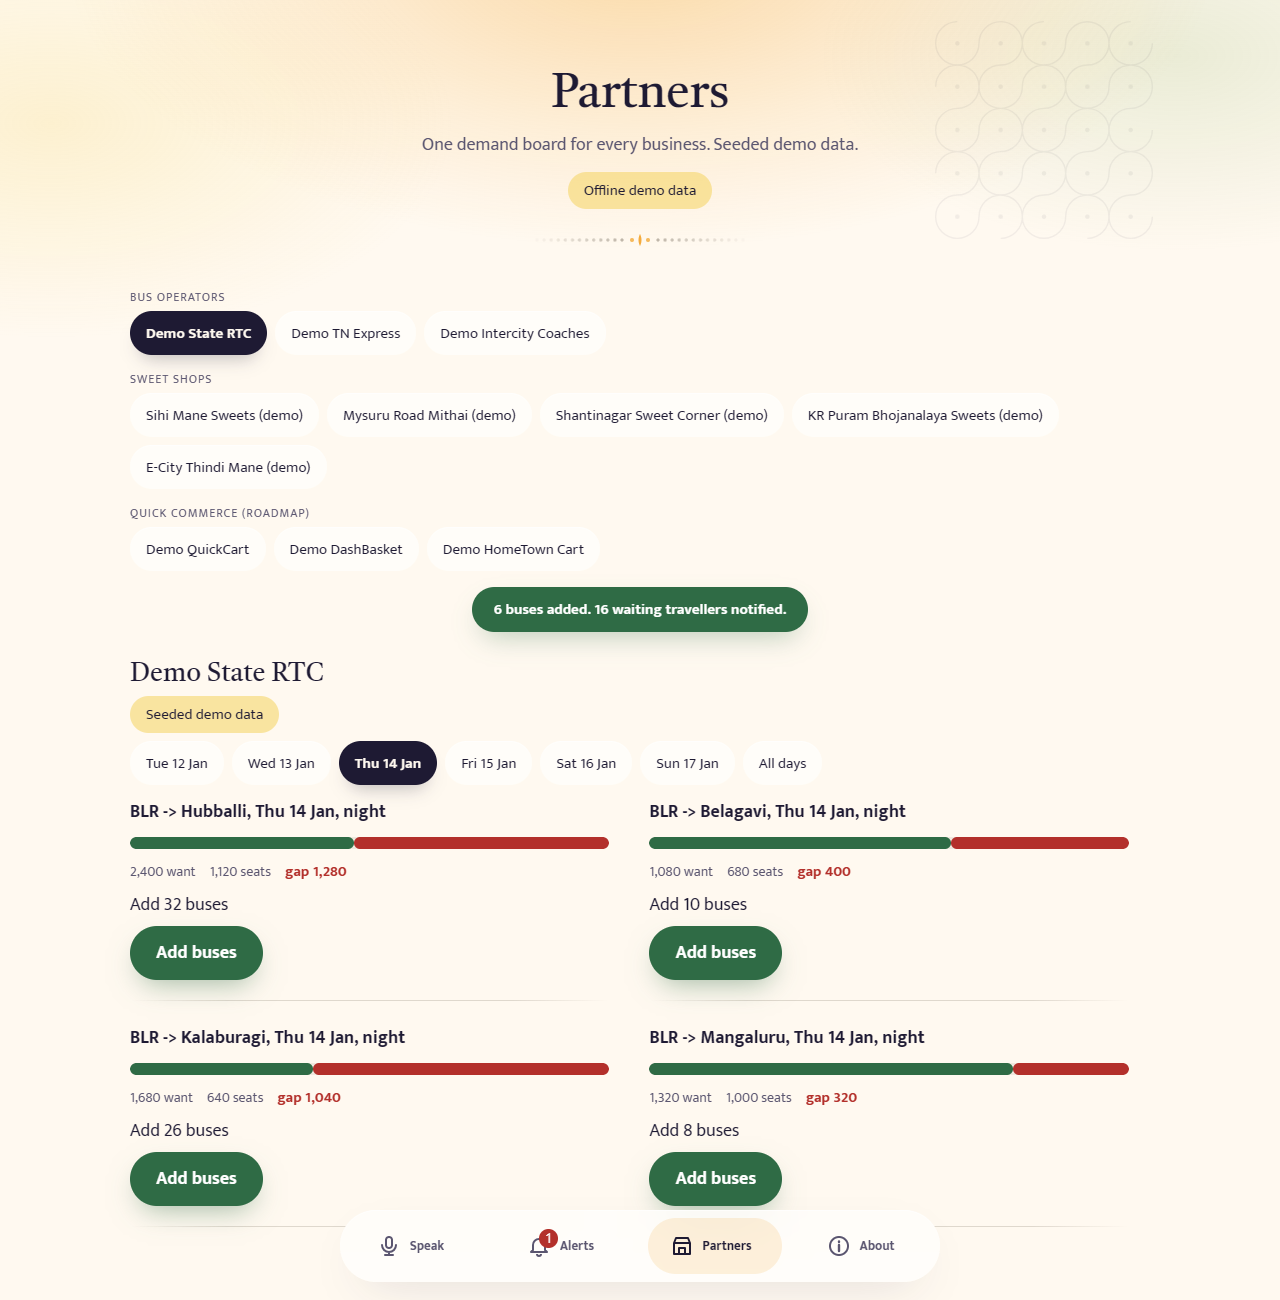 Partners
One demand board for every business. Seeded demo data.
Offline demo data
BUS OPERATORS
Demo State RTC
Demo TN Express
Demo Intercity Coaches
SWEET SHOPS
Sihi Mane Sweets (demo)
Mysuru Road Mithai (demo)
Shantinagar Sweet Corner (demo)
KR Puram Bhojanalaya Sweets (demo)
E-City Thindi Mane (demo)
QUICK COMMERCE (ROADMAP)
Demo QuickCart
Demo DashBasket
Demo HomeTown Cart
6 buses added. 16 waiting travellers notified.
Demo State RTC
Seeded demo data
Tue 12 Jan
Wed 13 Jan
Thu 14 Jan
Fri 15 Jan
Sat 16 Jan
Sun 17 Jan
All days
BLR -> Hubballi, Thu 14 Jan, night
2,400 want 1,120 seats gap 1,280
Add 32 buses
Add buses
BLR -> Belagavi, Thu 14 Jan, night
1,080 want 680 seats gap 400
Add 10 buses
Add buses
BLR -> Kalaburagi, Thu 14 Jan, night
1,680 want 640 seats gap 1,040
Add 26 buses
Add buses
BLR -> Mangaluru, Thu 14 Jan, night
1,320 want 1,000 seats gap 320
Add 8 buses
Add buses
Speak
1
Alerts
Partners
About